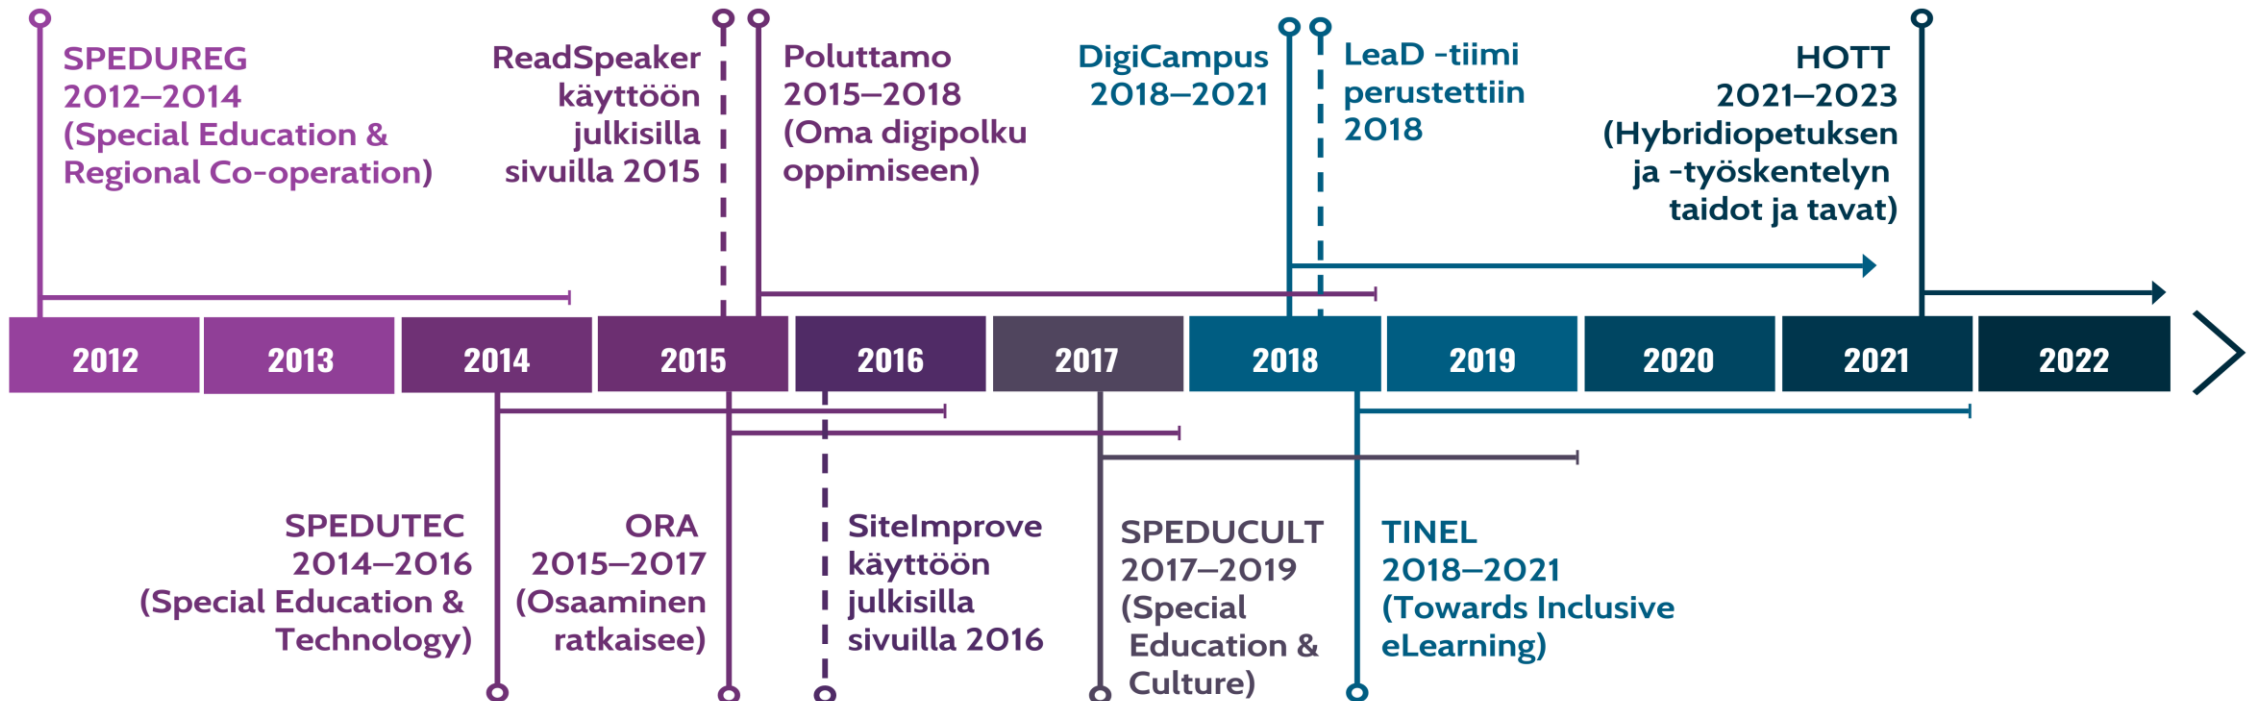 SPEDUREG
2012–2014
(Special Education &
Regional Co-operation)
ReadSpeaker
käyttöön
julkisilla
sivuilla 2015
Poluttamo
2015–2018
(Oma digipolku
oppimiseen)
DigiCampus
2018–2021
LeaD -tiimi
perustettiin
2018
HOTT
2021–2023
(Hybridiopetuksen
ja -työskentelyn
taidot ja tavat)
2012
2013
2014
2015
2016
2017
2018
2019
2020
2021
2022
SPEDUTEC
2014–2016
(Special Education &
Technology)
ORA
2015–2017
(Osaaminen
ratkaisee)
SiteImprove
käyttöön
julkisilla
sivuilla 2016
SPEDUCULT
2017–2019
(Special
Education &
Culture)
TINEL
2018–2021
(Towards Inclusive
eLearning)